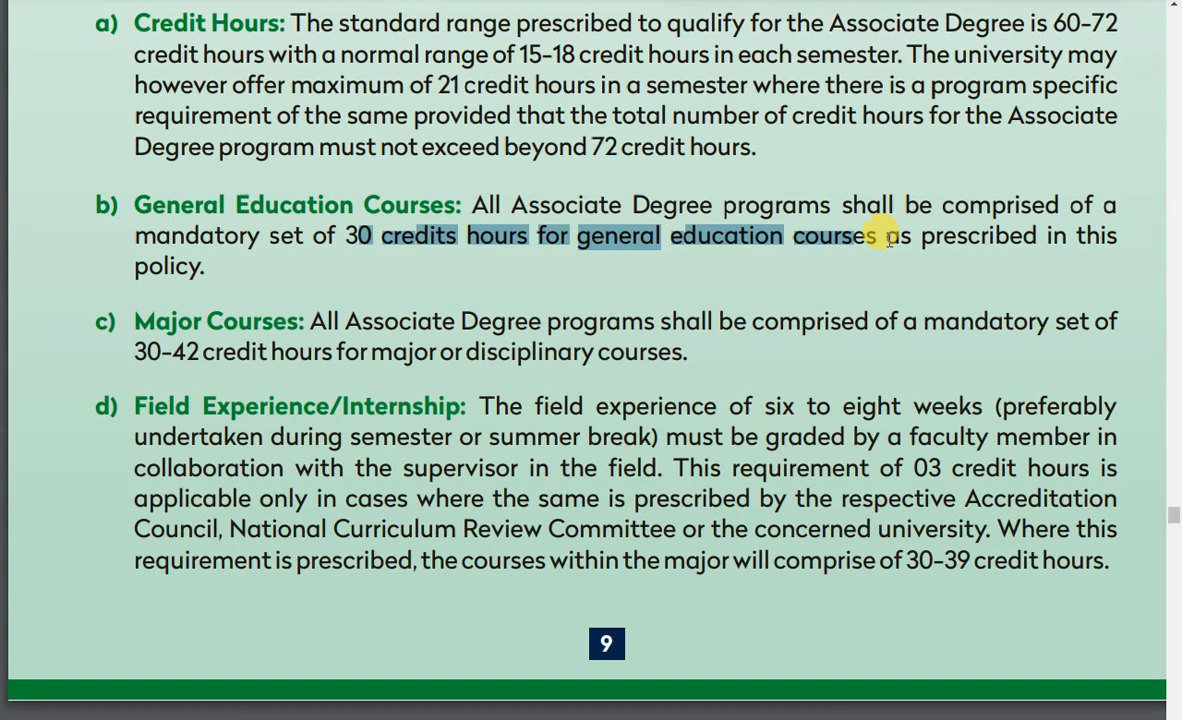 a) Credit Hours: The standard range prescribed to qualify for the Associate Degree is 60-72
credit hours with a normal range of 15-18 credit hours in each semester. The university may
however offer maximum of 21 credit hours in a semester where there is a program specific
requirement of the same provided that the total number of credit hours for the Associate
Degree program must not exceed beyond 72 credit hours.
b) General Education Courses: All Associate Degree programs shall be comprised of a
mandatory set of 30 credits hours for general education courses as prescribed in this
policy.
c) Major Courses: All Associate Degree programs shall be comprised of a mandatory set of
30-42 credit hours for major or disciplinary courses.
d) Field Experience/Internship: The field experience of six to eight weeks (preferably
undertaken during semester or summer break) must be graded by a faculty member in
collaboration with the supervisor in the field. This requirement of 03 credit hours is
applicable only in cases where the same is prescribed by the respective Accreditation
Council, National Curriculum Review Committee or the concerned university. Where this
requirement is prescribed, the courses within the major will comprise of 30-39 credit hours.
9